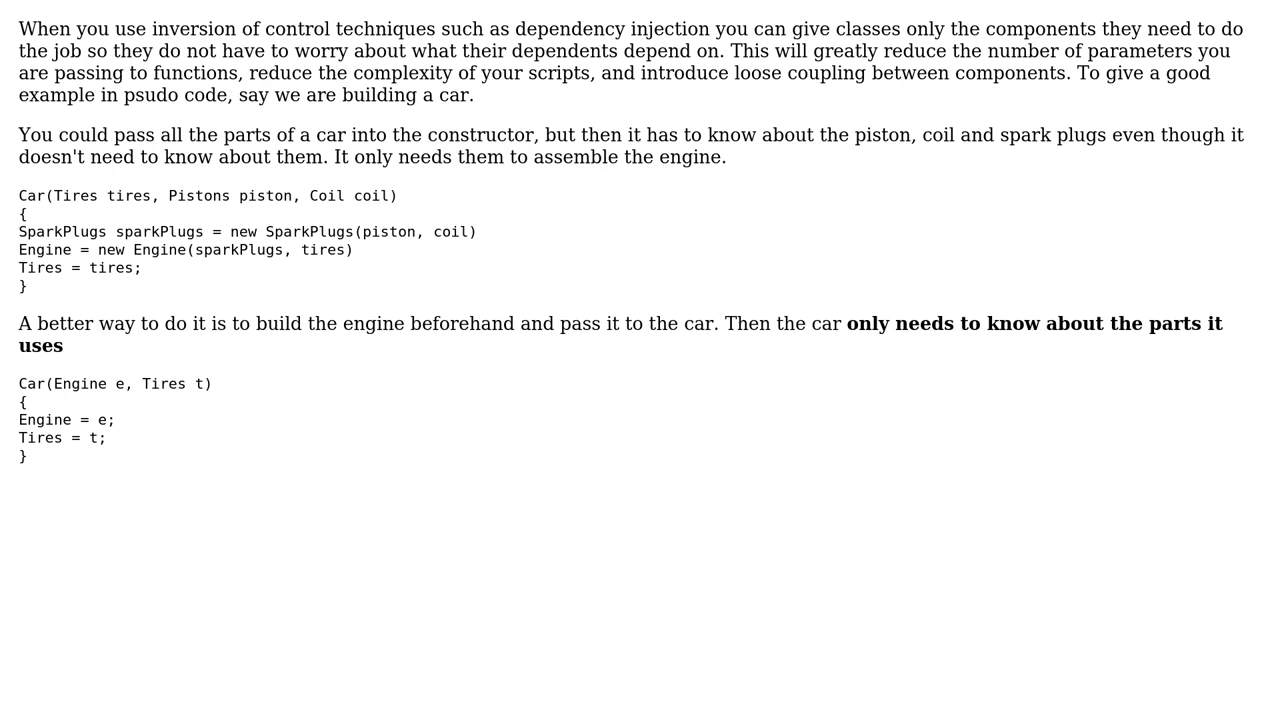 When you use inversion of control techniques such as dependency injection you can give classes only the components they need to do
the job so they do not have to worry about what their dependents depend on. This will greatly reduce the number of parameters you
are passing to functions, reduce the complexity of your scripts, and introduce loose coupling between components. To give a good
example in psudo code, say we are building a car.
You could pass all the parts of a car into the constructor, but then it has to know about the piston, coil and spark plugs even though it
doesn't need to know about them. It only needs them to assemble the engine.
Car(Tires tires, Pistons piston, Coil coil)
{
SparkPlugs sparkPlugs = new SparkPlugs(piston, coil)
Engine = new Engine(sparkPlugs, tires)
Tires = tires;
}
A better way to do it is to build the engine beforehand and pass it to the car. Then the car only needs to know about the parts it
uses
Car(Engine e, Tires t)
{
Engine = e;
Tires = t;
}